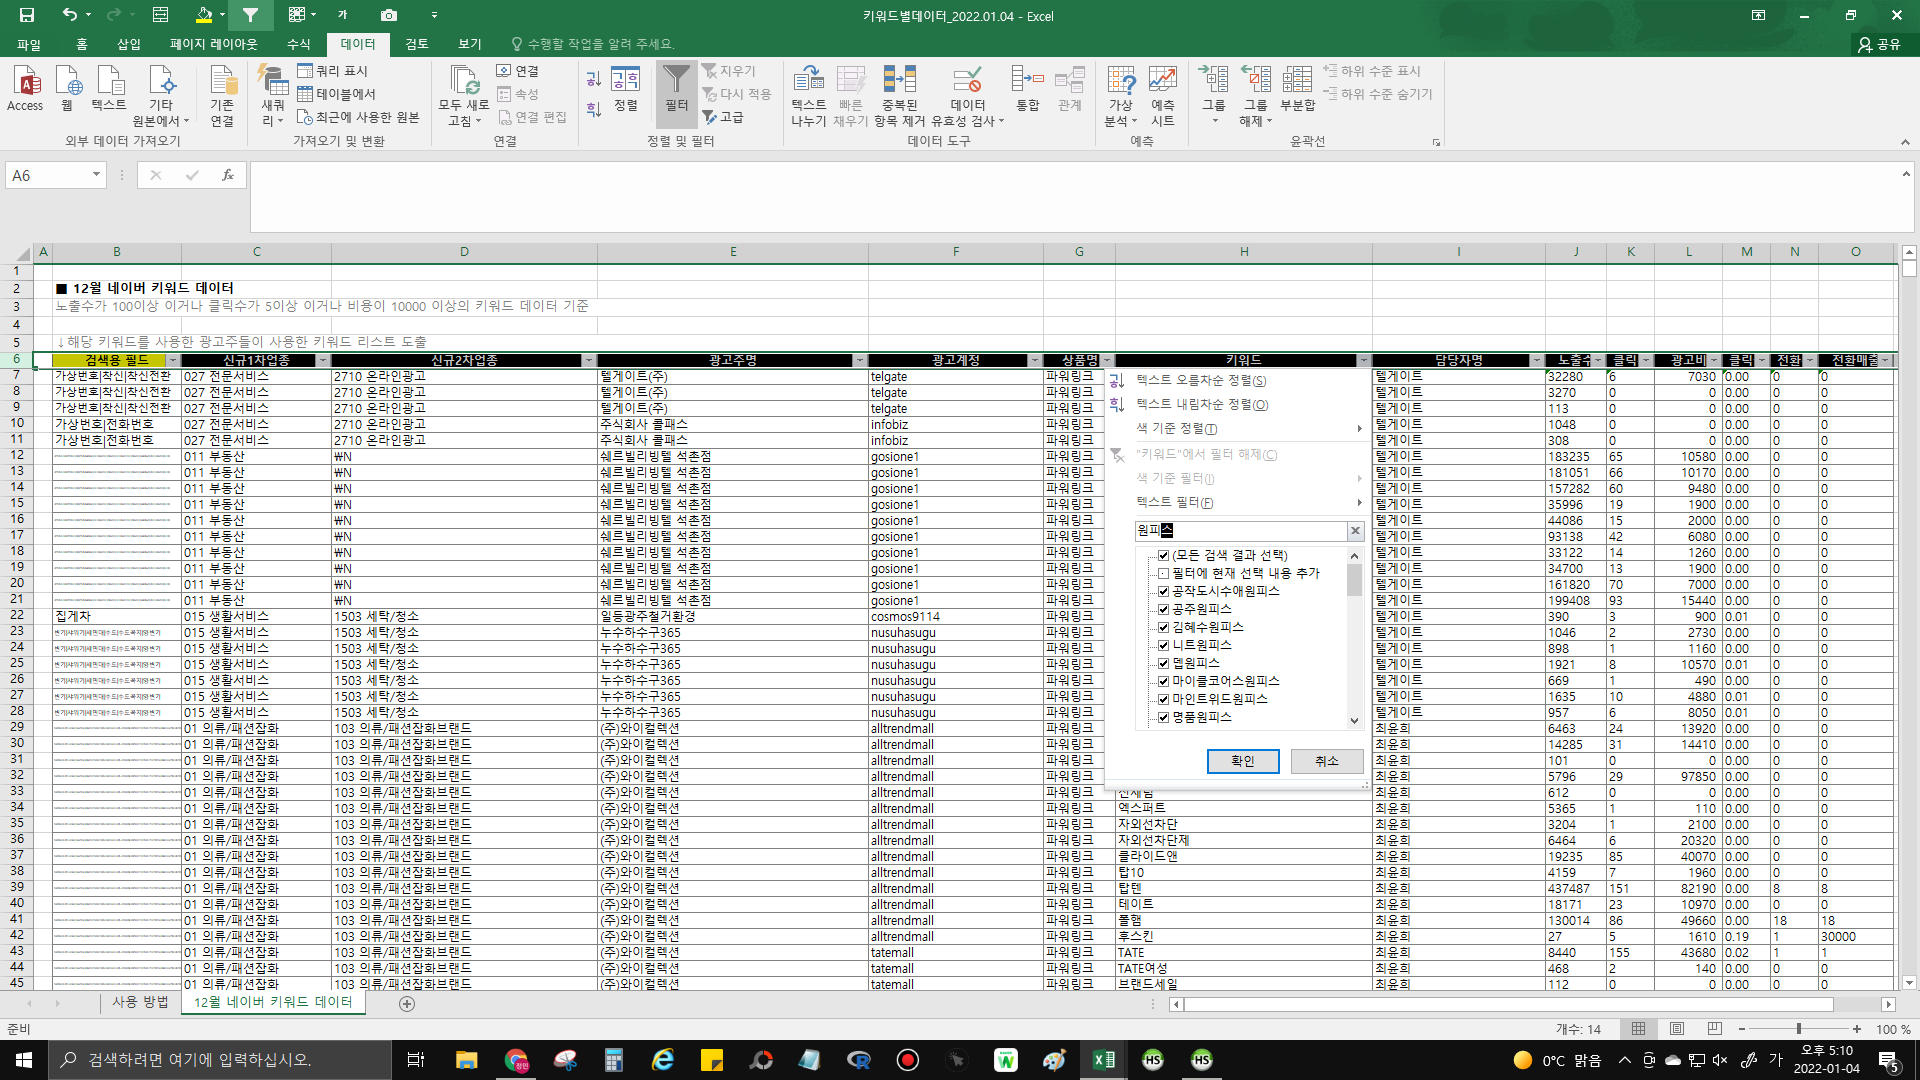 키워드별데이터_2022.01.04 - Excel
파일 홈 삽입 페이지 레이아웃 수식 데이터 검토 보기 수행할 작업을 알려 주세요. 공유
Access 웹 텍스트 기타 원본에서 기존 연결
외부 데이터 가져오기
새쿼리 쿼리 표시 테이블에서 최근에 사용한 원본
가져오기 및 변환
모두 새로 고침 연결 속성 연결 편집
연결
정렬 필터 지우기 다시 적용 고급
정렬 및 필터
텍스트 나누기 빠른 채우기 중복된 항목 제거 데이터 유효성 검사 통합 관계
데이터 도구
가상 분석 예측 시트
예측
그룹 그룹 해제 부분합 하위 수준 표시 하위 수준 숨기기
윤곽선
A6 fx
A B C D E F G H I J K L M N O
1
2 ■ 12월 네이버 키워드 데이터
3 노출수가 100이상 이거나 클릭수가 5이상 이거나 비용이 10000 이상의 키워드 데이터 기준
4
5 ↓해당 키워드를 사용한 광고주들이 사용한 키워드 리스트 도출
6 검색용 필드 신규1차업종 신규2차업종 광고주명 광고계정 상품명 키워드 담당자명 노출수 클릭 광고비 클릭 전환 전환매출
7 가상번호|착신|착신전환 027 전문서비스 2710 온라인광고 텔게이트(주) telgate 파워링크 텔게이트 32280 6 7030 0.00 0 0
8 가상번호|착신|착신전환 027 전문서비스 2710 온라인광고 텔게이트(주) telgate 파워링크 텔게이트 3270 0 0 0.00 0 0
9 가상번호|착신|착신전환 027 전문서비스 2710 온라인광고 텔게이트(주) telgate 파워링크 텔게이트 113 0 0 0.00 0 0
10 가상번호|전화번호 027 전문서비스 2710 온라인광고 주식회사 콜패스 infobiz 파워링크 텔게이트 1048 0 0 0.00 0 0
11 가상번호|전화번호 027 전문서비스 2710 온라인광고 주식회사 콜패스 infobiz 파워링크 텔게이트 308 0 0 0.00 0 0
12 011 부동산 ₩N 쉐르빌리빙텔 석촌점 gosione1 파워링크 텔게이트 183235 65 10580 0.00 0 0
13 011 부동산 ₩N 쉐르빌리빙텔 석촌점 gosione1 파워링크 텔게이트 181051 66 10170 0.00 0 0
14 011 부동산 ₩N 쉐르빌리빙텔 석촌점 gosione1 파워링크 텔게이트 157282 60 9480 0.00 0 0
15 011 부동산 ₩N 쉐르빌리빙텔 석촌점 gosione1 파워링크 텔게이트 35996 19 1900 0.00 0 0
16 011 부동산 ₩N 쉐르빌리빙텔 석촌점 gosione1 파워링크 텔게이트 44086 15 2000 0.00 0 0
17 011 부동산 ₩N 쉐르빌리빙텔 석촌점 gosione1 파워링크 텔게이트 93138 42 6080 0.00 0 0
18 011 부동산 ₩N 쉐르빌리빙텔 석촌점 gosione1 파워링크 텔게이트 33122 14 1260 0.00 0 0
19 011 부동산 ₩N 쉐르빌리빙텔 석촌점 gosione1 파워링크 텔게이트 34700 13 1900 0.00 0 0
20 011 부동산 ₩N 쉐르빌리빙텔 석촌점 gosione1 파워링크 텔게이트 161820 70 7000 0.00 0 0
21 011 부동산 ₩N 쉐르빌리빙텔 석촌점 gosione1 파워링크 텔게이트 199408 93 15440 0.00 0 0
22 집게차 015 생활서비스 1503 세탁/청소 일등광주철거환경 cosmos9114 파워링크 텔게이트 390 3 900 0.01 0 0
23 015 생활서비스 1503 세탁/청소 누수하수구365 nusuhasugu 파워링크 텔게이트 1046 2 2730 0.00 0 0
24 015 생활서비스 1503 세탁/청소 누수하수구365 nusuhasugu 파워링크 텔게이트 898 1 1160 0.00 0 0
25 015 생활서비스 1503 세탁/청소 누수하수구365 nusuhasugu 파워링크 텔게이트 1921 8 10570 0.01 0 0
26 015 생활서비스 1503 세탁/청소 누수하수구365 nusuhasugu 파워링크 텔게이트 669 1 490 0.00 0 0
27 015 생활서비스 1503 세탁/청소 누수하수구365 nusuhasugu 파워링크 텔게이트 1635 10 4880 0.01 0 0
28 015 생활서비스 1503 세탁/청소 누수하수구365 nusuhasugu 파워링크 텔게이트 957 6 8050 0.01 0 0
29 01 의류/패션잡화 103 의류/패션잡화브랜드 (주)와이컬렉션 alltrendmall 파워링크 최윤희 6463 24 13920 0.00 0 0
30 01 의류/패션잡화 103 의류/패션잡화브랜드 (주)와이컬렉션 alltrendmall 파워링크 최윤희 14285 31 14410 0.00 0 0
31 01 의류/패션잡화 103 의류/패션잡화브랜드 (주)와이컬렉션 alltrendmall 파워링크 최윤희 101 0 0 0.00 0 0
32 01 의류/패션잡화 103 의류/패션잡화브랜드 (주)와이컬렉션 alltrendmall 파워링크 최윤희 5796 29 97850 0.00 0 0
33 01 의류/패션잡화 103 의류/패션잡화브랜드 (주)와이컬렉션 alltrendmall 파워링크 최윤희 612 0 0 0.00 0 0
34 01 의류/패션잡화 103 의류/패션잡화브랜드 (주)와이컬렉션 alltrendmall 파워링크 엑스퍼트 최윤희 5365 1 110 0.00 0 0
35 01 의류/패션잡화 103 의류/패션잡화브랜드 (주)와이컬렉션 alltrendmall 파워링크 자외선차단 최윤희 3204 1 2100 0.00 0 0
36 01 의류/패션잡화 103 의류/패션잡화브랜드 (주)와이컬렉션 alltrendmall 파워링크 자외선차단제 최윤희 6464 6 20320 0.00 0 0
37 01 의류/패션잡화 103 의류/패션잡화브랜드 (주)와이컬렉션 alltrendmall 파워링크 클라이드앤 최윤희 19235 85 40070 0.00 0 0
38 01 의류/패션잡화 103 의류/패션잡화브랜드 (주)와이컬렉션 alltrendmall 파워링크 탑10 최윤희 4159 7 1960 0.00 0 0
39 01 의류/패션잡화 103 의류/패션잡화브랜드 (주)와이컬렉션 alltrendmall 파워링크 탑텐 최윤희 437487 151 82190 0.00 8 8
40 01 의류/패션잡화 103 의류/패션잡화브랜드 (주)와이컬렉션 alltrendmall 파워링크 테이트 최윤희 18171 23 10970 0.00 0 0
41 01 의류/패션잡화 103 의류/패션잡화브랜드 (주)와이컬렉션 alltrendmall 파워링크 폴햄 최윤희 130014 86 49660 0.00 18 18
42 01 의류/패션잡화 103 의류/패션잡화브랜드 (주)와이컬렉션 alltrendmall 파워링크 후스킨 최윤희 27 5 1610 0.19 1 30000
43 01 의류/패션잡화 103 의류/패션잡화브랜드 (주)와이컬렉션 tatemall 파워링크 TATE 최윤희 8440 155 43680 0.02 1 1
44 01 의류/패션잡화 103 의류/패션잡화브랜드 (주)와이컬렉션 tatemall 파워링크 TATE여성 최윤희 468 2 140 0.00 0 0
45 01 의류/패션잡화 103 의류/패션잡화브랜드 (주)와이컬렉션 tatemall 파워링크 브랜드세일 최윤희 112 0 0 0.00 0 0
텍스트 오름차순 정렬(S)
텍스트 내림차순 정렬(O)
색 기준 정렬(T)
"키워드"에서 필터 해제(C)
색 기준 필터(I)
텍스트 필터(F)
원피스
(모든 검색 결과 선택)
필터에 현재 선택 내용 추가
공작도시수애원피스
공주원피스
김혜수원피스
니트원피스
뎁원피스
마이클코어스원피스
마인트위드원피스
명품원피스
확인 취소
사용 방법 12월 네이버 키워드 데이터
준비 개수: 14 100 %
검색하려면 여기에 입력하십시오. 0°C 맑음 가 오후 5:10
2022-01-04 5